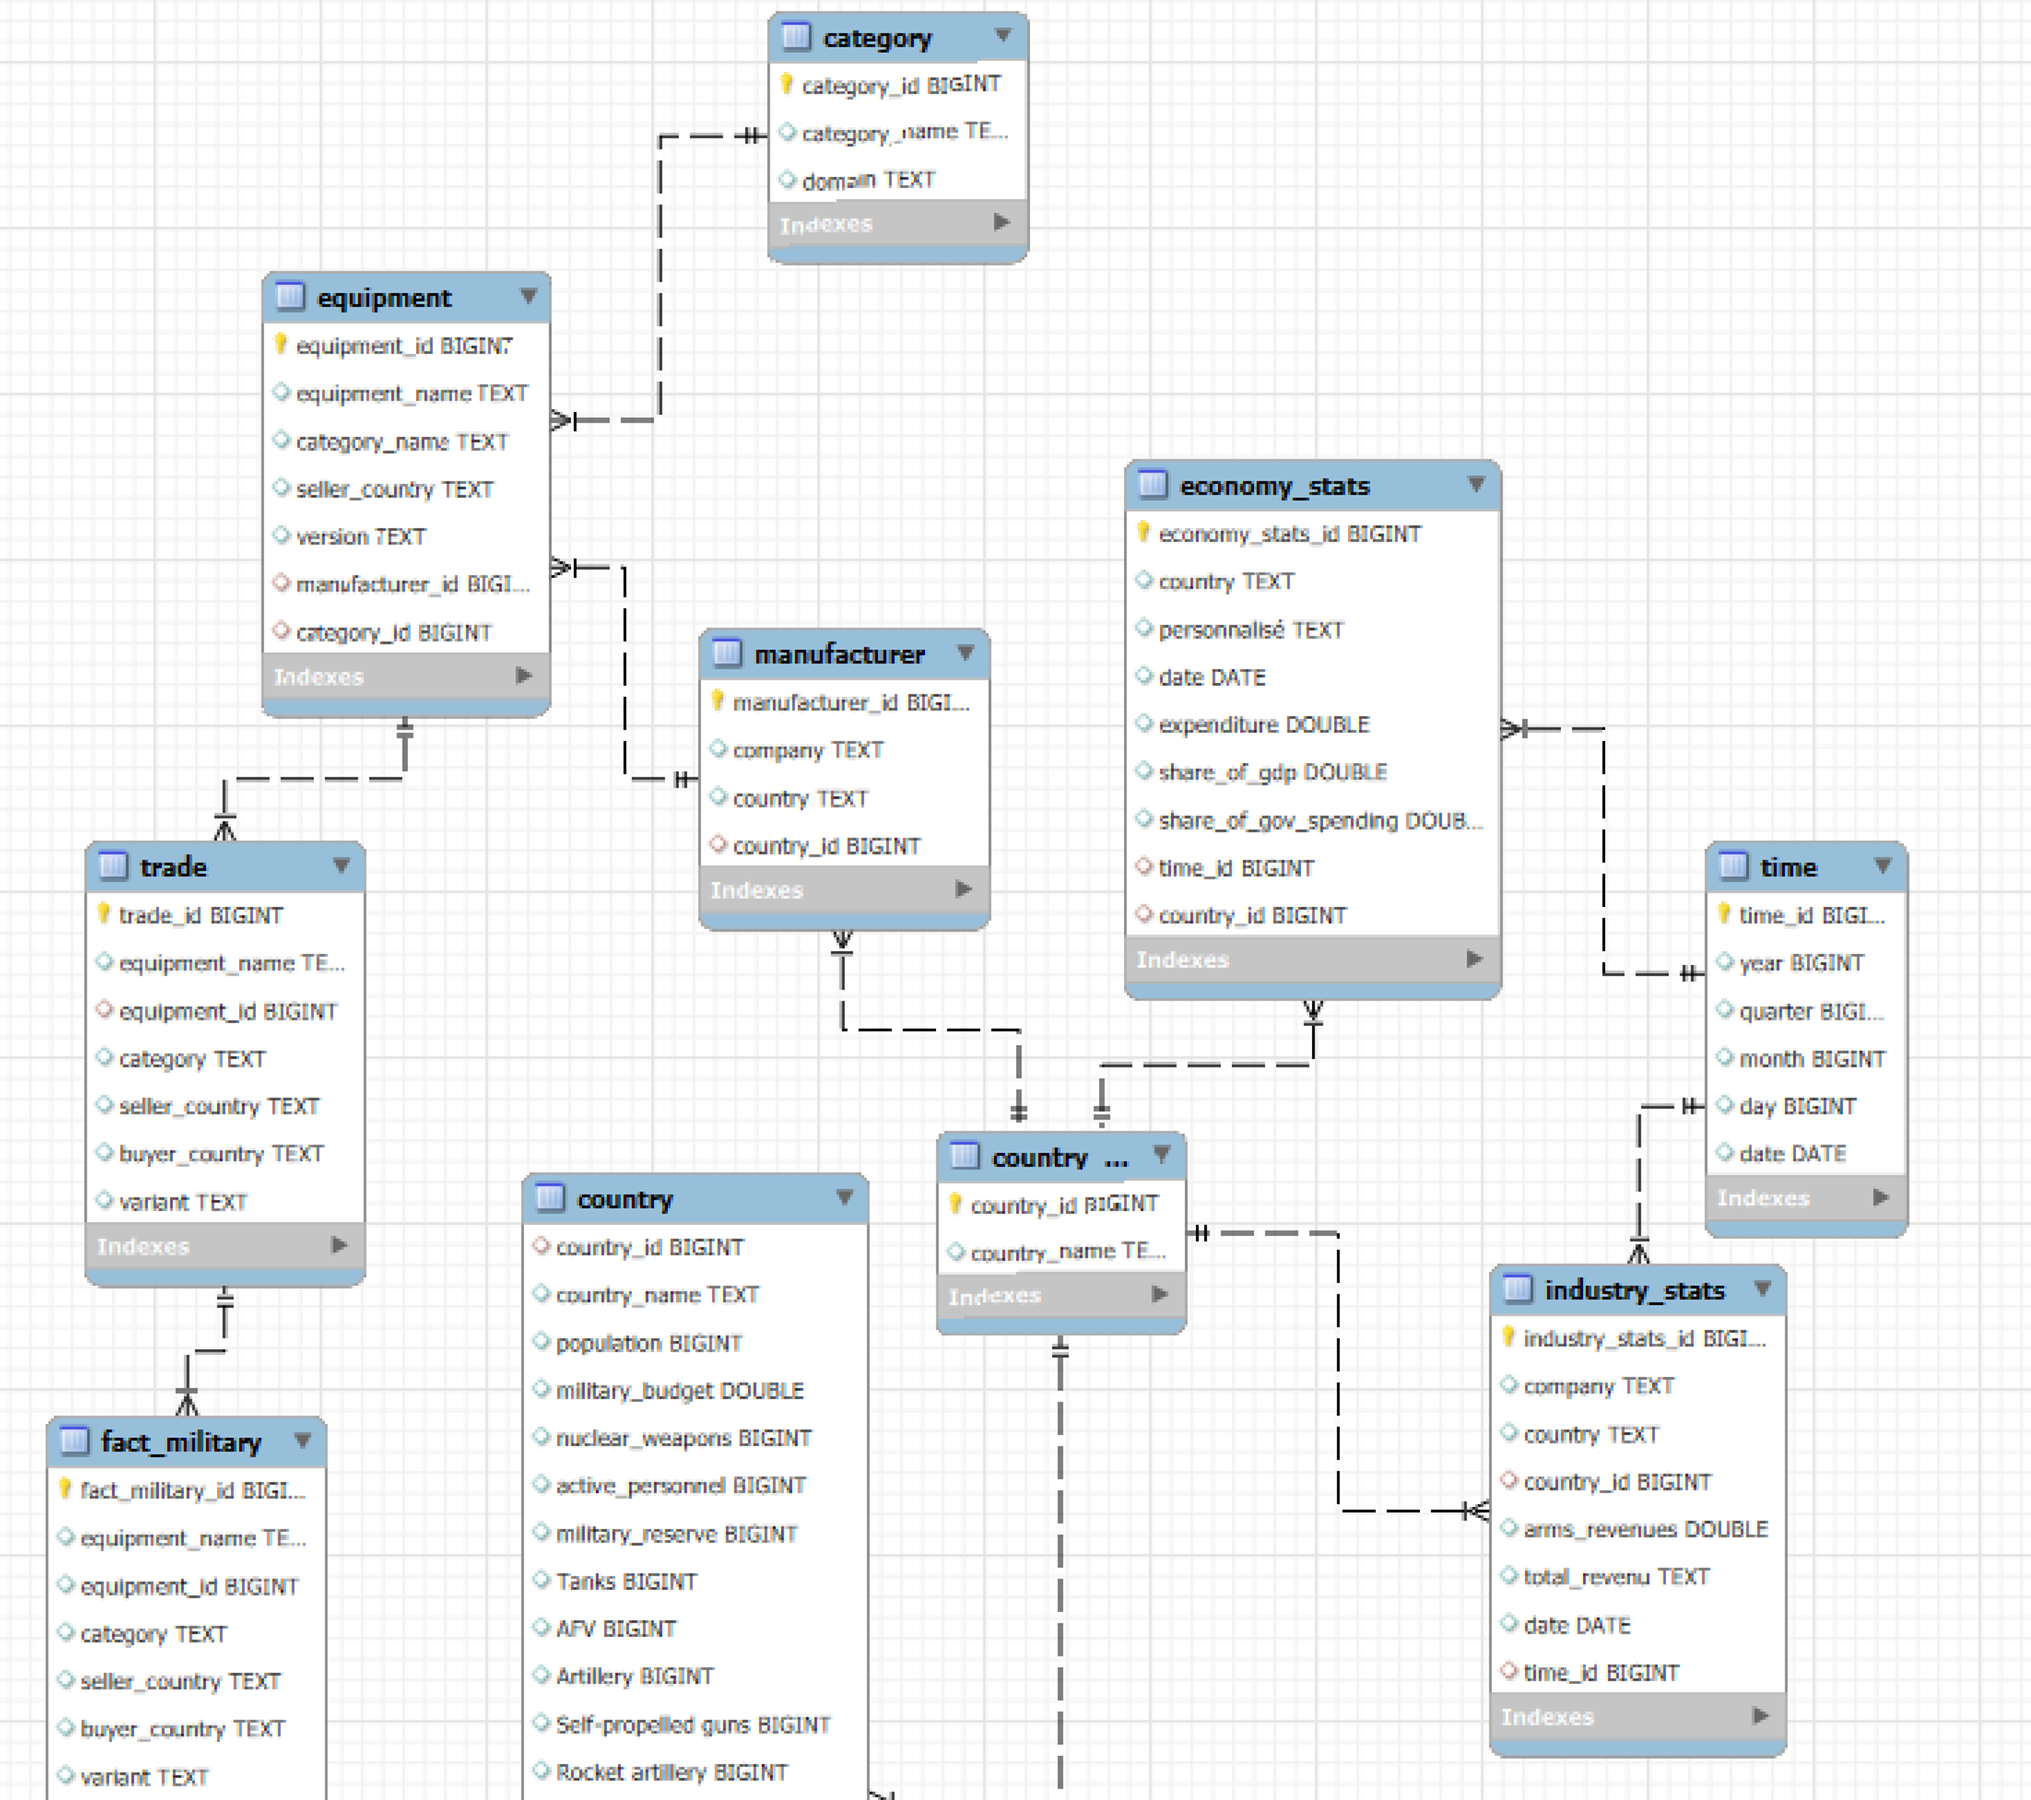 category
category_id BIGINT
category_name TE...
domain TEXT
Indexes
equipment
equipment_id BIGINT
equipment_name TEXT
category_name TEXT
seller_country TEXT
version TEXT
manufacturer_id BIGI...
category_id BIGINT
Indexes
economy_stats
economy_stats_id BIGINT
country TEXT
personnalisé TEXT
date DATE
expenditure DOUBLE
share_of_gdp DOUBLE
share_of_gov_spending DOUB...
time_id BIGINT
country_id BIGINT
Indexes
manufacturer
manufacturer_id BIGI...
company TEXT
country TEXT
country_id BIGINT
Indexes
trade
trade_id BIGINT
equipment_name TE...
equipment_id BIGINT
category TEXT
seller_country TEXT
buyer_country TEXT
variant TEXT
Indexes
time
time_id BIGI...
year BIGINT
quarter BIGI...
month BIGINT
day BIGINT
date DATE
Indexes
country ...
country_id BIGINT
country_name TE...
Indexes
country
country_id BIGINT
country_name TEXT
population BIGINT
military_budget DOUBLE
nuclear_weapons BIGINT
active_personnel BIGINT
military_reserve BIGINT
Tanks BIGINT
AFV BIGINT
Artillery BIGINT
Self-propelled guns BIGINT
Rocket artillery BIGINT
industry_stats
industry_stats_id BIGI...
company TEXT
country TEXT
country_id BIGINT
arms_revenues DOUBLE
total_revenu TEXT
date DATE
time_id BIGINT
Indexes
fact_military
fact_military_id BIGI...
equipment_name TE...
equipment_id BIGINT
category TEXT
seller_country TEXT
buyer_country TEXT
variant TEXT